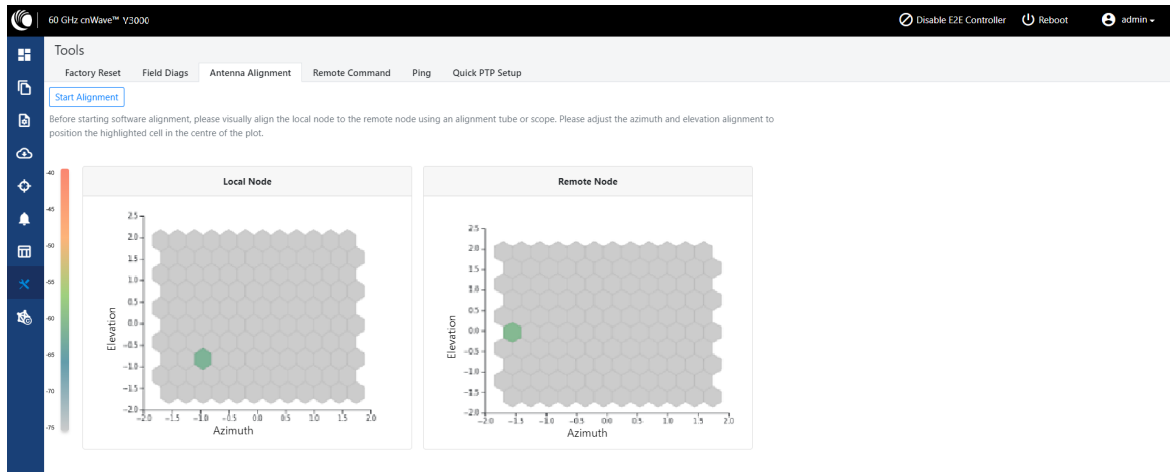 60 GHz cnWave™ V3000
Disable E2E Controller
Reboot
admin
Tools
Factory Reset
Field Diags
Antenna Alignment
Remote Command
Ping
Quick PTP Setup
Start Alignment
Before starting software alignment, please visually align the local node to the remote node using an alignment tube or scope. Please adjust the azimuth and elevation alignment to
position the highlighted cell in the centre of the plot.
-40
-45
-50
-55
-60
-65
-70
-75
Local Node
2.5
2.0
1.5
1.0
0.5
0.0
-0.5
-1.0
-1.5
-2.0
Elevation
-2.0 -1.5 -1.0 -0.5 0.0 0.5 1.0 1.5 2.0
Azimuth
Remote Node
2.5
2.0
1.5
1.0
0.5
0.0
-0.5
-1.0
-1.5
-2.0
Elevation
-2.0 -1.5 -1.0 -0.5 0.0 0.5 1.0 1.5 2.0
Azimuth